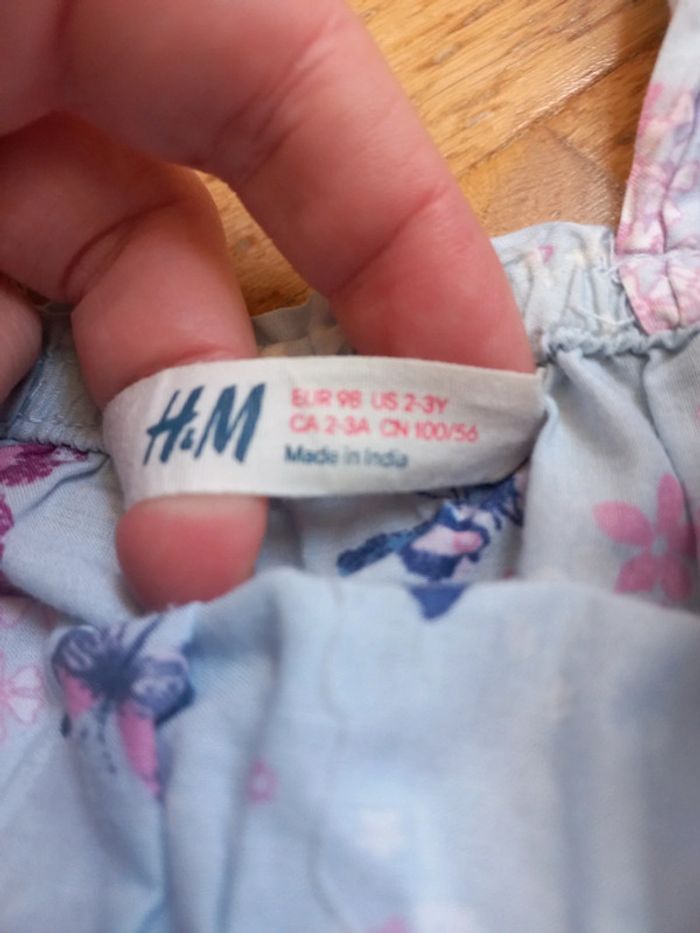 H&M
EUR 98 US 2-3Y
CA 2-3A CN 100/56
Made in India